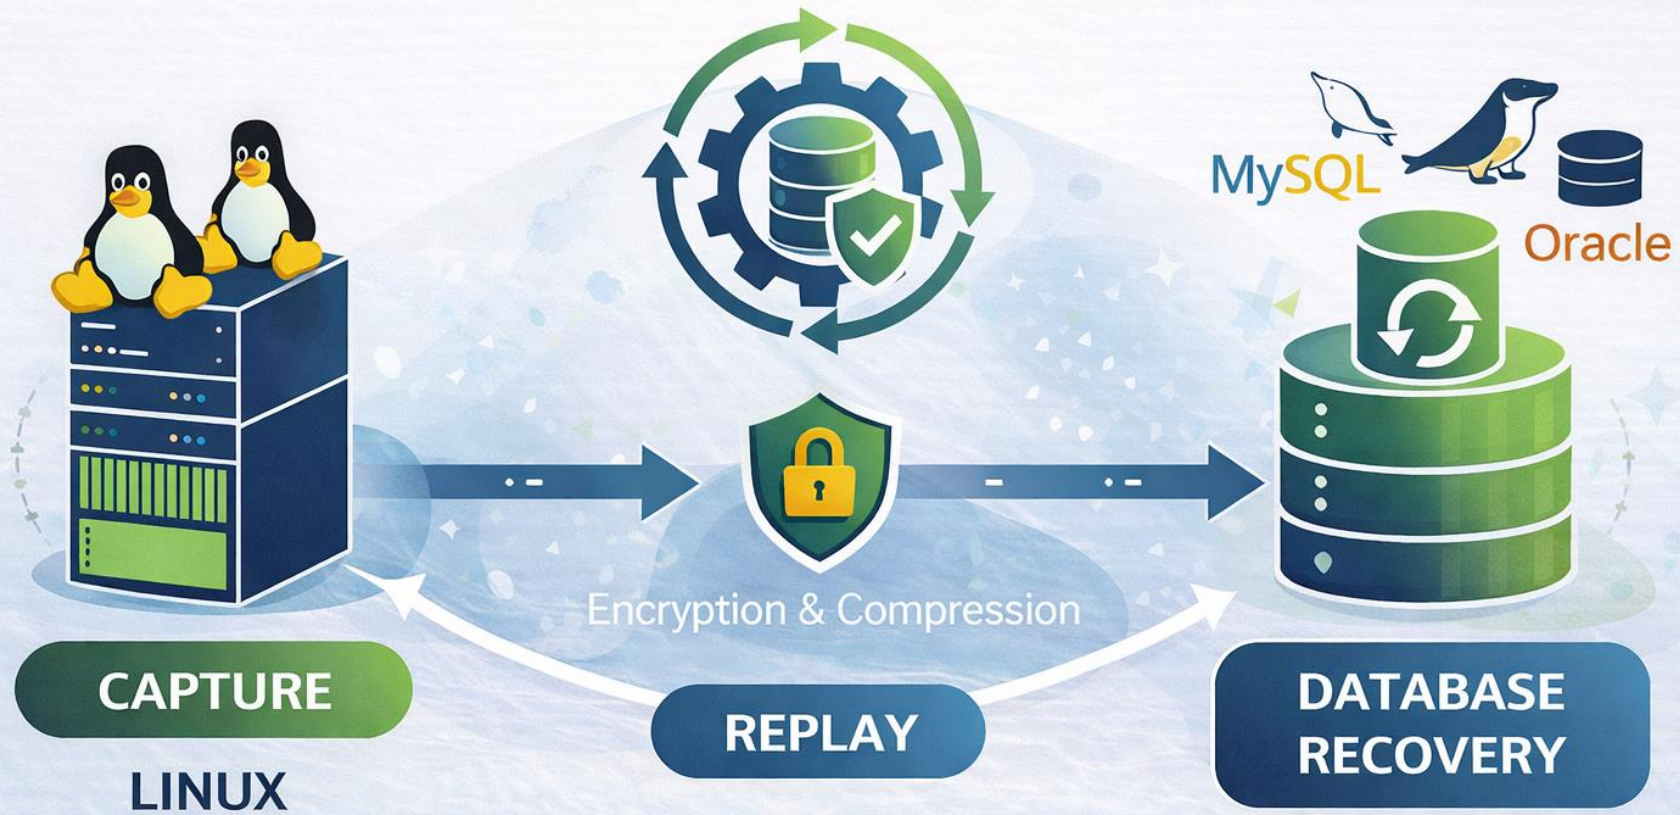 MySQL
Oracle
Encryption & Compression
CAPTURE
LINUX
REPLAY
DATABASE
RECOVERY